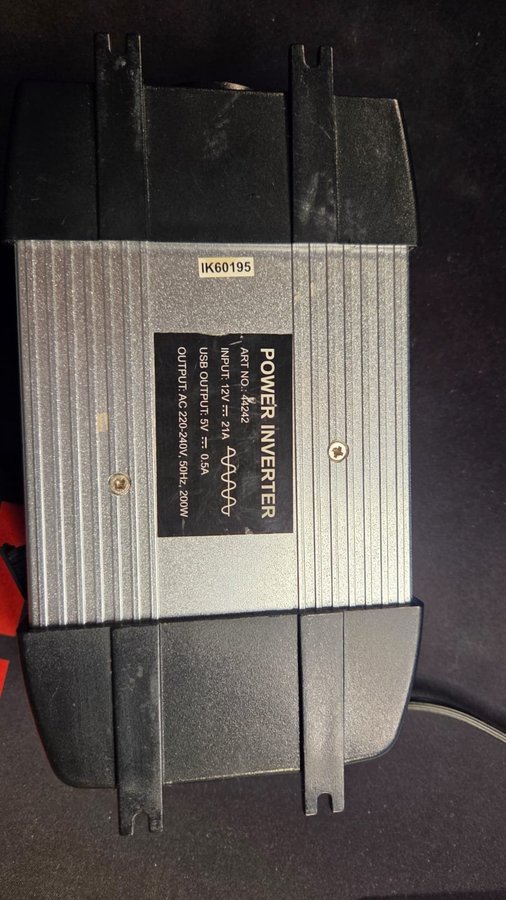 IK60195
POWER INVERTER
ART NO.: 44242
INPUT: 12V ⎓ 21A
USB OUTPUT: 5V ⎓ 0.5A
OUTPUT: AC 220-240V, 50Hz, 200W